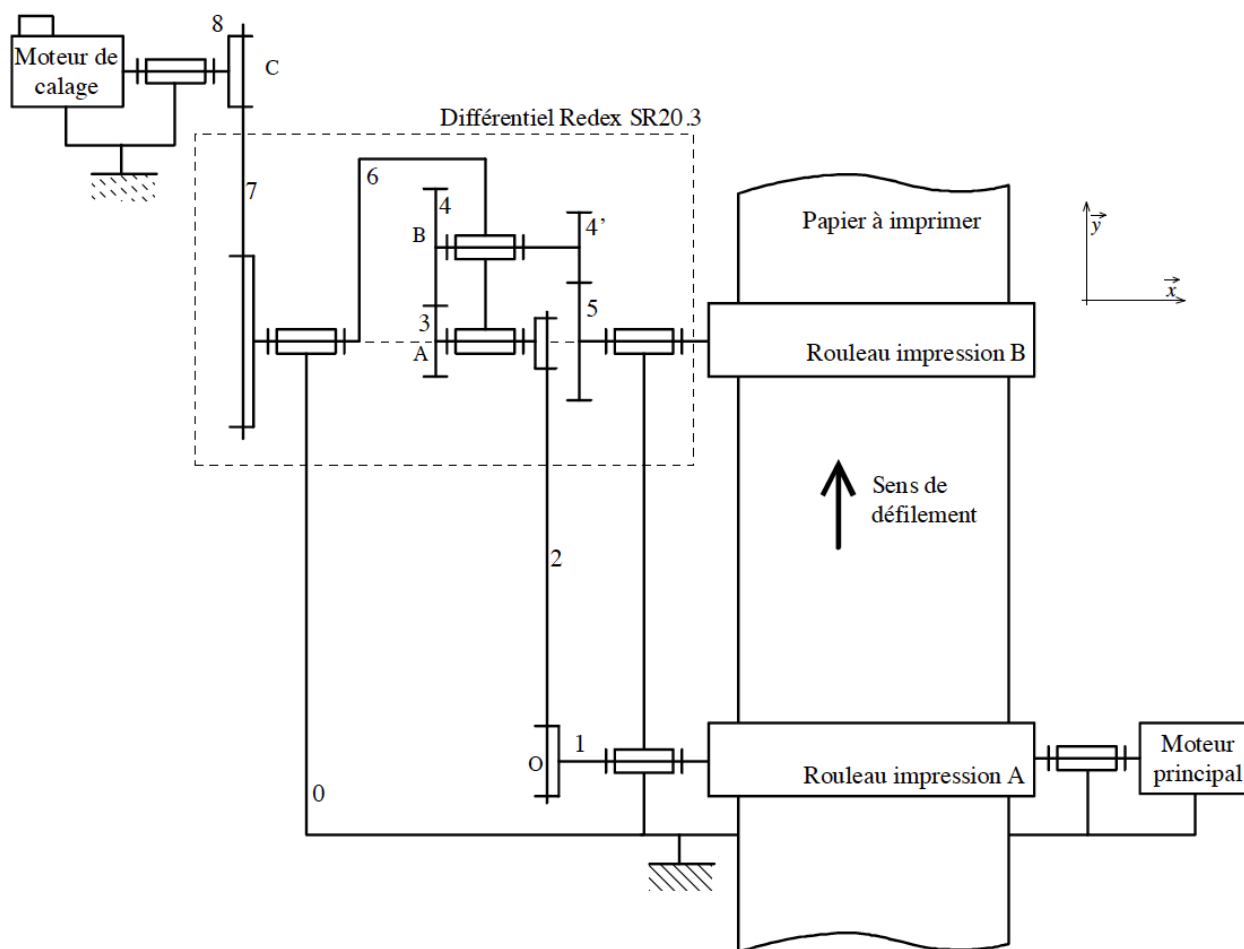 8
Moteur de
calage
C
Différentiel Redex SR20.3
6
7
4
B
4'
3
A
5
Papier à imprimer
y
x
Rouleau impression B
Sens de
défilement
2
1
O
Rouleau impression A
Moteur
principal
0